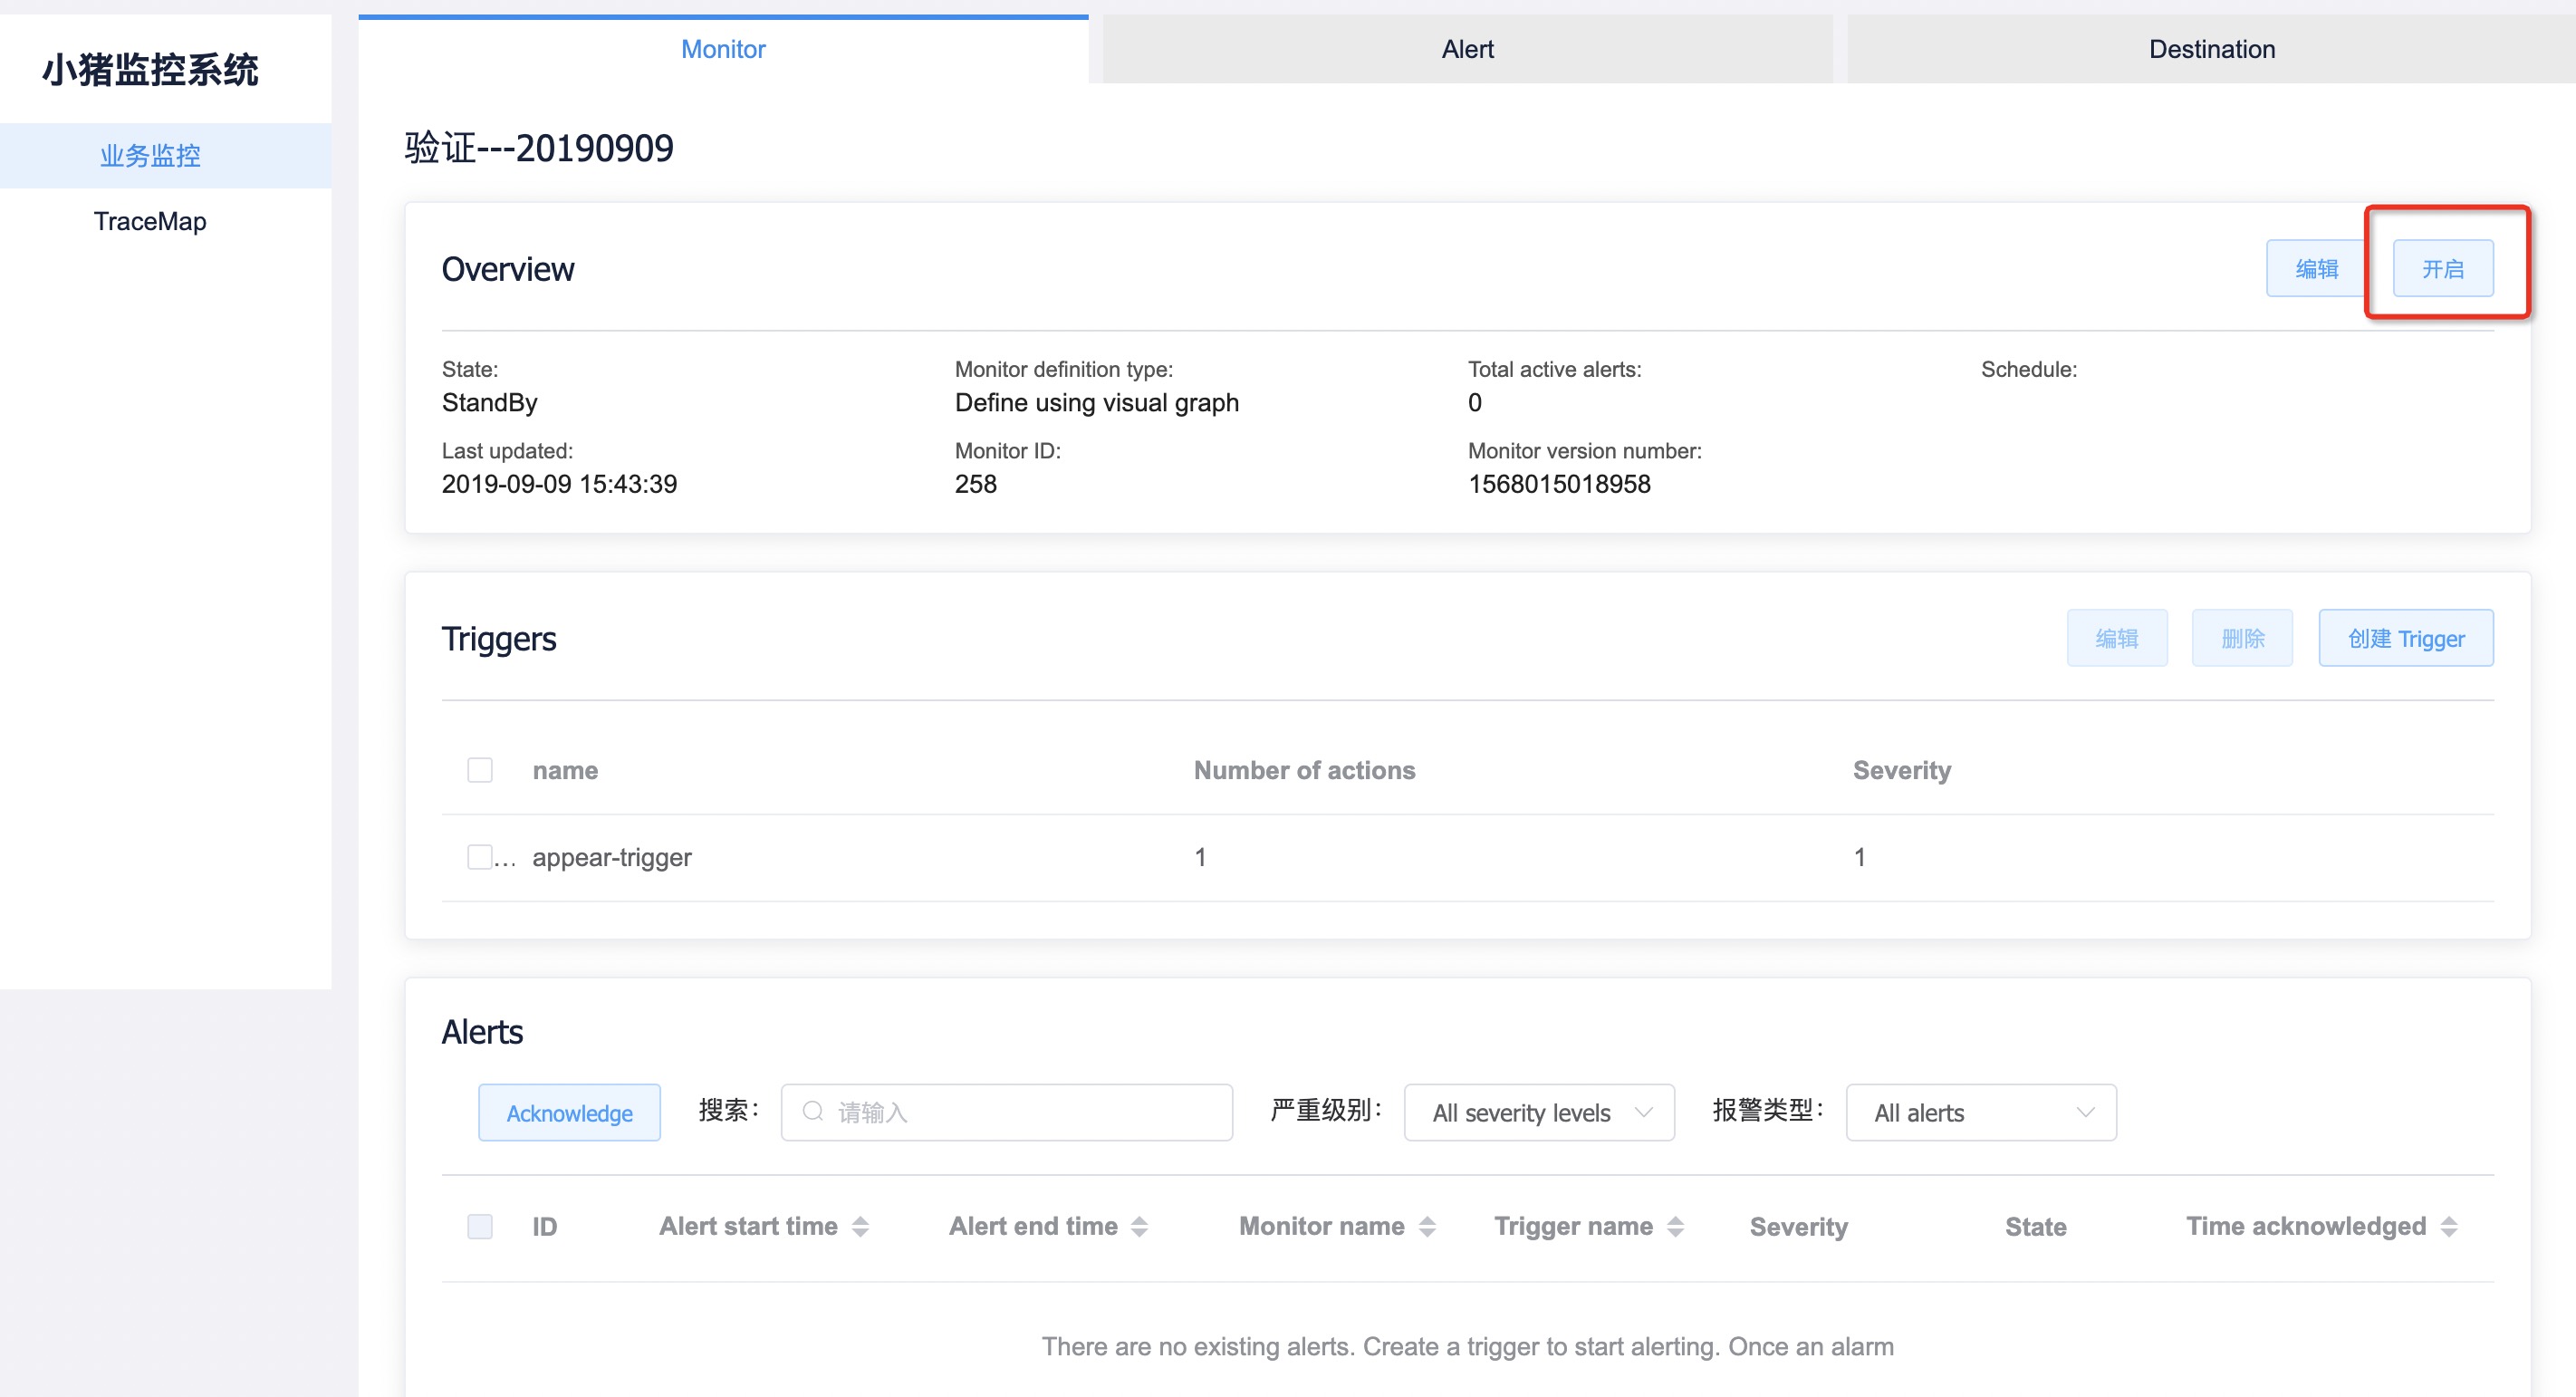 小猪监控系统
业务监控
TraceMap
Monitor
Alert
Destination
验证---20190909
Overview
编辑
开启
State:
StandBy
Monitor definition type:
Define using visual graph
Total active alerts:
0
Schedule:
Last updated:
2019-09-09 15:43:39
Monitor ID:
258
Monitor version number:
1568015018958
Triggers
编辑
删除
创建 Trigger
name
Number of actions
Severity
...
appear-trigger
1
1
Alerts
Acknowledge
搜索：
请输入
严重级别：
All severity levels
报警类型：
All alerts
ID
Alert start time
Alert end time
Monitor name
Trigger name
Severity
State
Time acknowledged
There are no existing alerts. Create a trigger to start alerting. Once an alarm